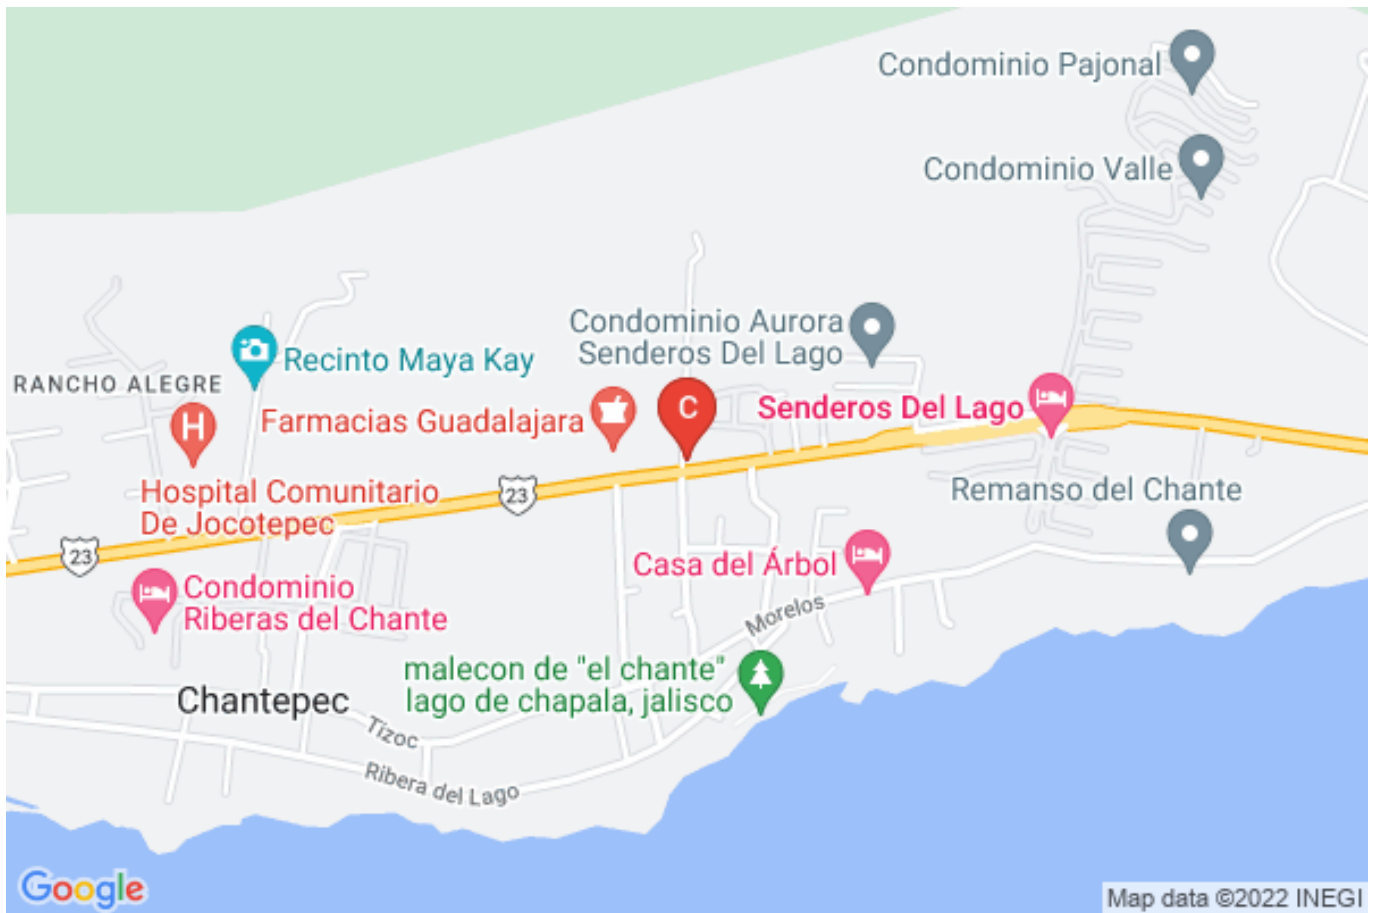 Condominio Pajonal
Condominio Valle
Condominio Aurora
Senderos Del Lago
Recinto Maya Kay
RANCHO ALEGRE
Farmacias Guadalajara
C
Senderos Del Lago
H
Hospital Comunitario
De Jocotepec
23
Remanso del Chante
23
Casa del Árbol
Condominio
Riberas del Chante
Morelos
malecon de "el chante"
lago de chapala, jalisco
Chantepec
Tizoc
Ribera del Lago
Google
Map data ©2022 INEGI